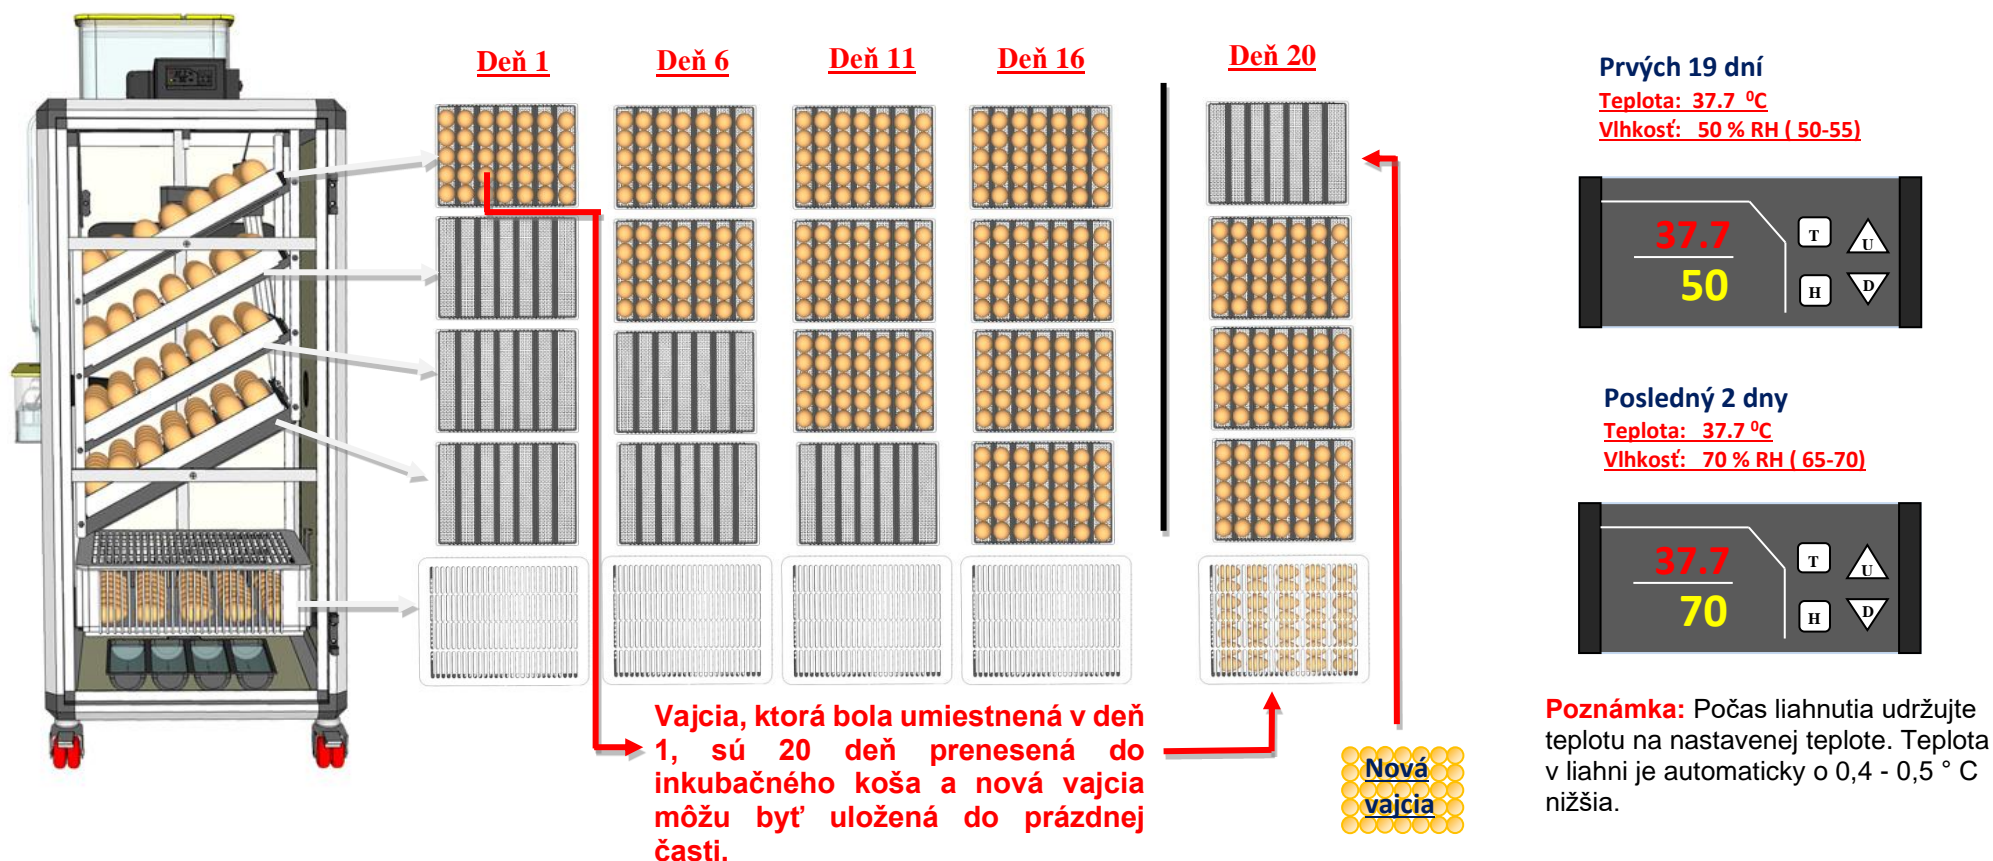 Deň 1
Deň 6
Deň 11
Deň 16
Deň 20
Prvých 19 dní
Teplota: 37.7 ⁰C
Vlhkosť: 50 % RH ( 50-55)
37.7
50
T
U
H
D
Posledný 2 dny
Teplota: 37.7 ⁰C
Vlhkosť: 70 % RH ( 65-70)
37.7
70
T
U
H
D
Vajcia, ktorá bola umiestnená v deň
1, sú 20 deň prenesená do
inkubačného koša a nová vajcia
môžu byť uložená do prázdnej
časti.
Nová
vajcia
Poznámka: Počas liahnutia udržujte
teplotu na nastavenej teplote. Teplota
v liahni je automaticky o 0,4 - 0,5 ° C
nižšia.